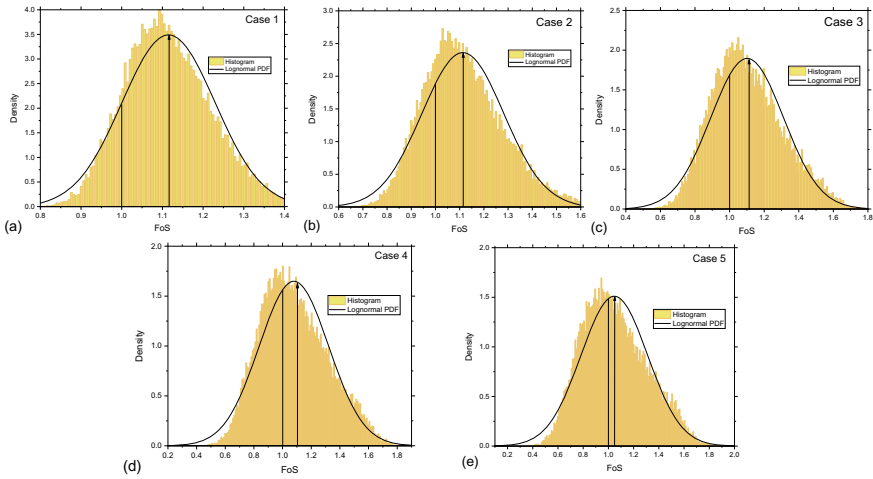 Case 1
4.0
3.5
3.0
2.5
2.0
1.5
1.0
0.5
0.0
Density
Histogram
Lognormal PDF
0.8 0.9 1.0 1.1 1.2 1.3 1.4
FoS
(a)
Case 2
3.0
2.5
2.0
1.5
1.0
0.5
0.0
Density
Histogram
Lognormal PDF
0.6 0.7 0.8 0.9 1.0 1.1 1.2 1.3 1.4 1.5 1.6
FoS
(b)
Case 3
2.5
2.0
1.5
1.0
0.5
0.0
Density
Histogram
Lognormal PDF
0.4 0.6 0.8 1.0 1.2 1.4 1.6 1.8
FoS
(c)
Case 4
2.0
1.5
1.0
0.5
0.0
Density
Histogram
Lognormal PDF
0.2 0.4 0.6 0.8 1.0 1.2 1.4 1.6 1.8
FoS
(d)
Case 5
2.0
1.5
1.0
0.5
0.0
Density
Histogram
Lognormal PDF
0.2 0.4 0.6 0.8 1.0 1.2 1.4 1.6 1.8 2.0
FoS
(e)